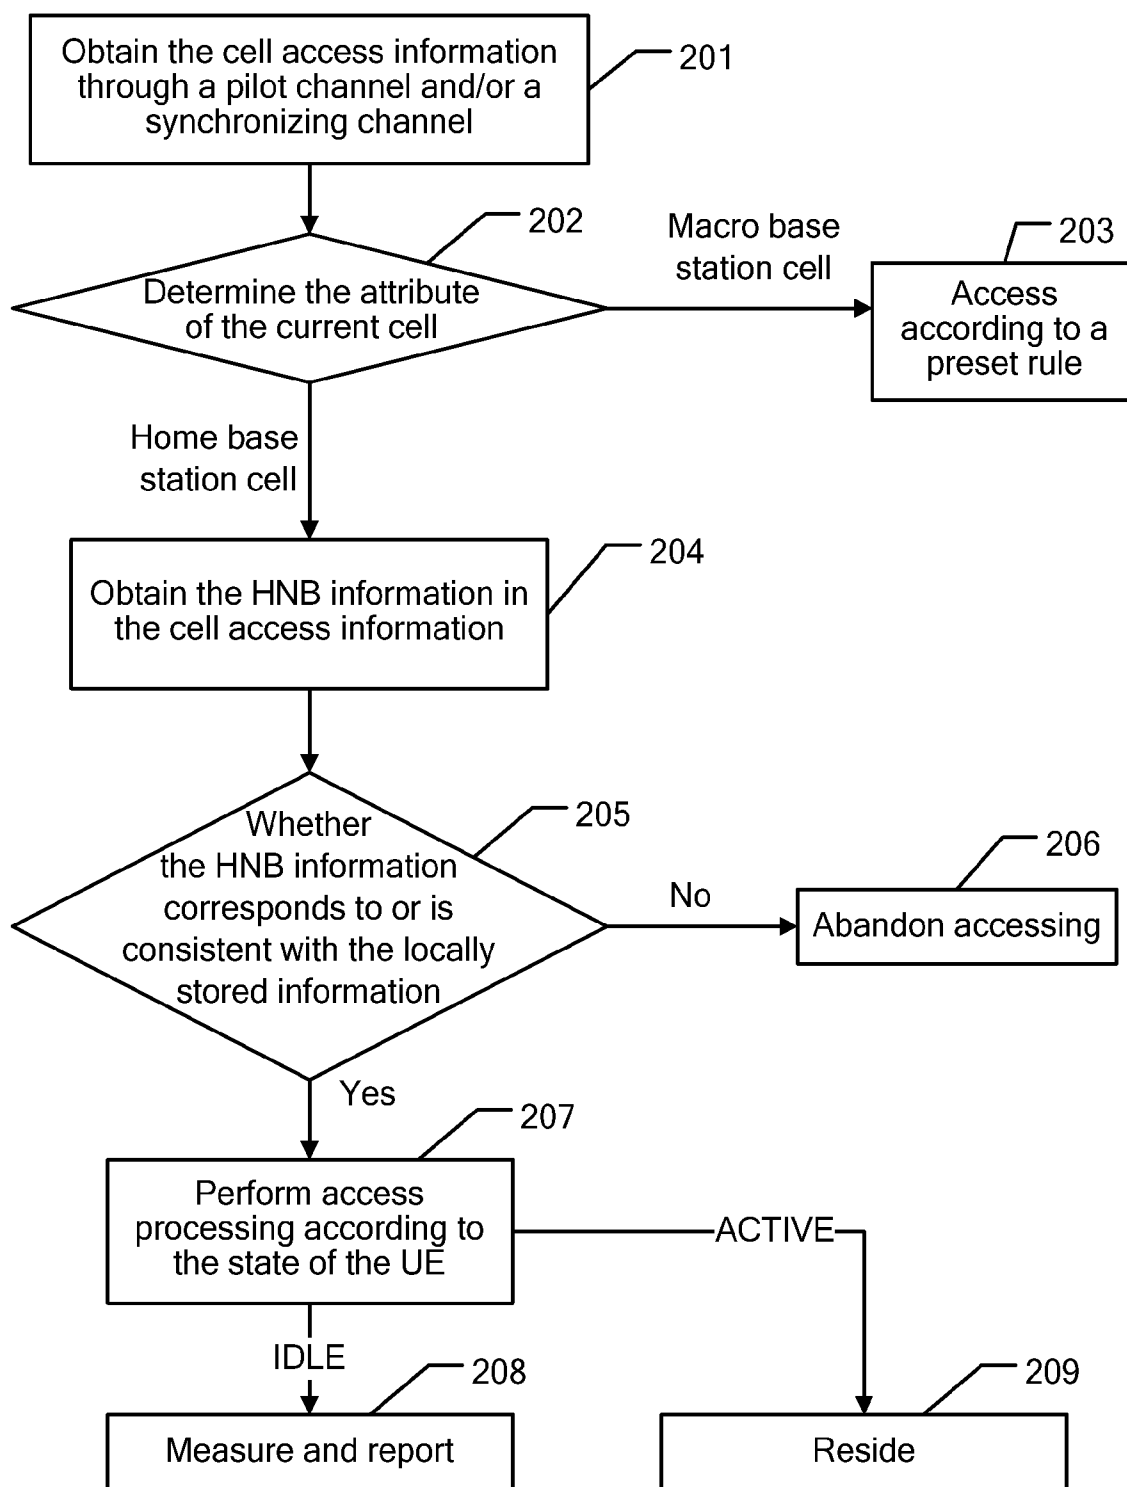 Obtain the cell access information
through a pilot channel and/or a
synchronizing channel
201
202
Determine the attribute
of the current cell
Macro base
station cell
203
Access
according to a
preset rule
Home base
station cell
204
Obtain the HNB information in
the cell access information
205
Whether
the HNB information
corresponds to or is
consistent with the locally
stored information
No
206
Abandon accessing
Yes
207
Perform access
processing according to
the state of the UE
ACTIVE
IDLE
208
Measure and report
209
Reside